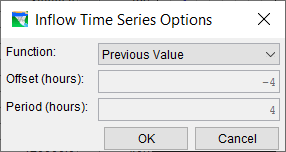 Inflow Time Series Options
Function: Previous Value
Offset (hours): -4
Period (hours): 4
OK Cancel